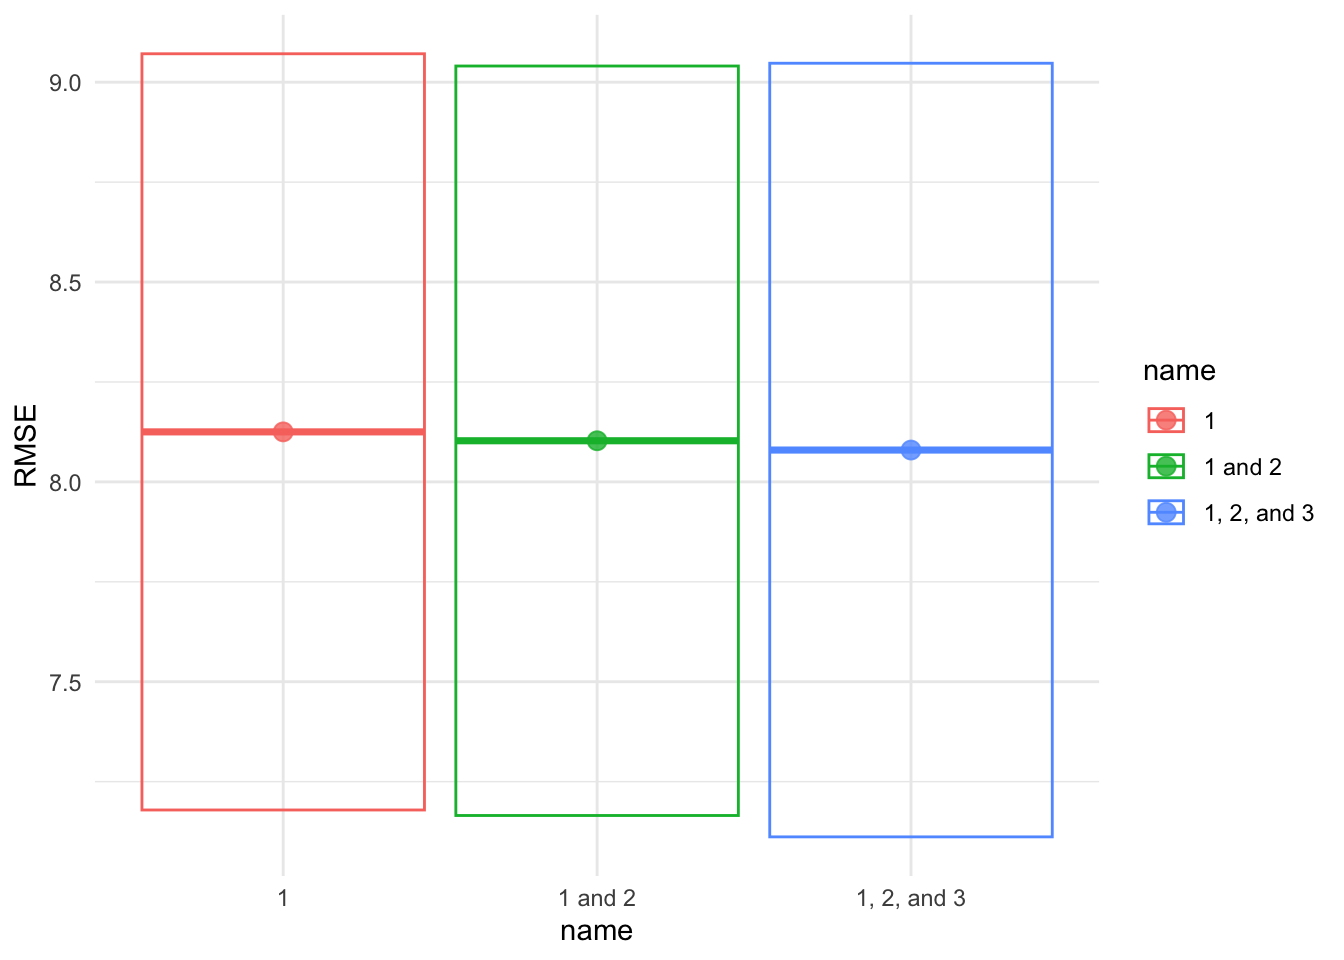 9.0
8.5
8.0
7.5
RMSE
1
1 and 2
1, 2, and 3
name
name
1
1 and 2
1, 2, and 3